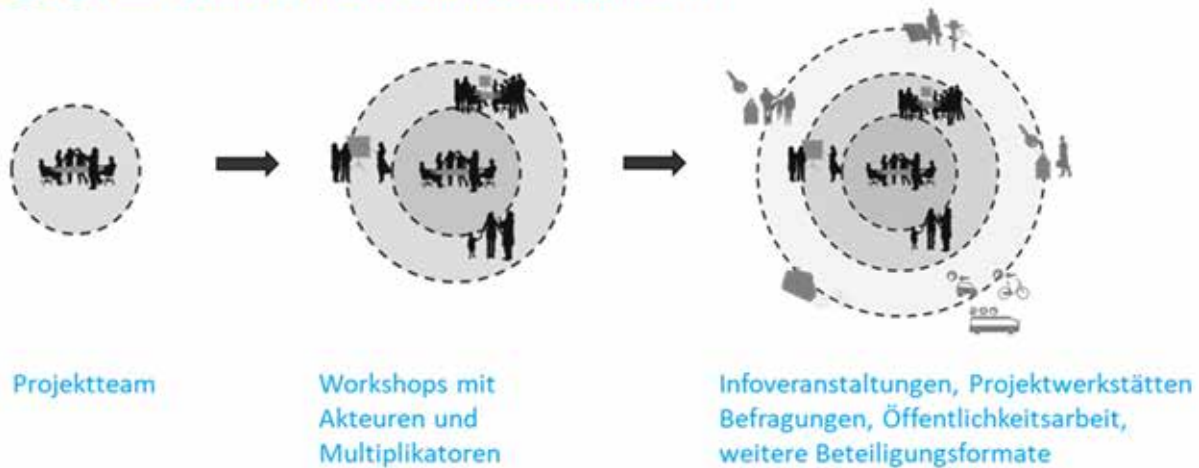 Projektteam
Workshops mit
Akteuren und
Multiplikatoren
Infoveranstaltungen, Projektwerkstätten
Befragungen, Öffentlichkeitsarbeit,
weitere Beteiligungsformate